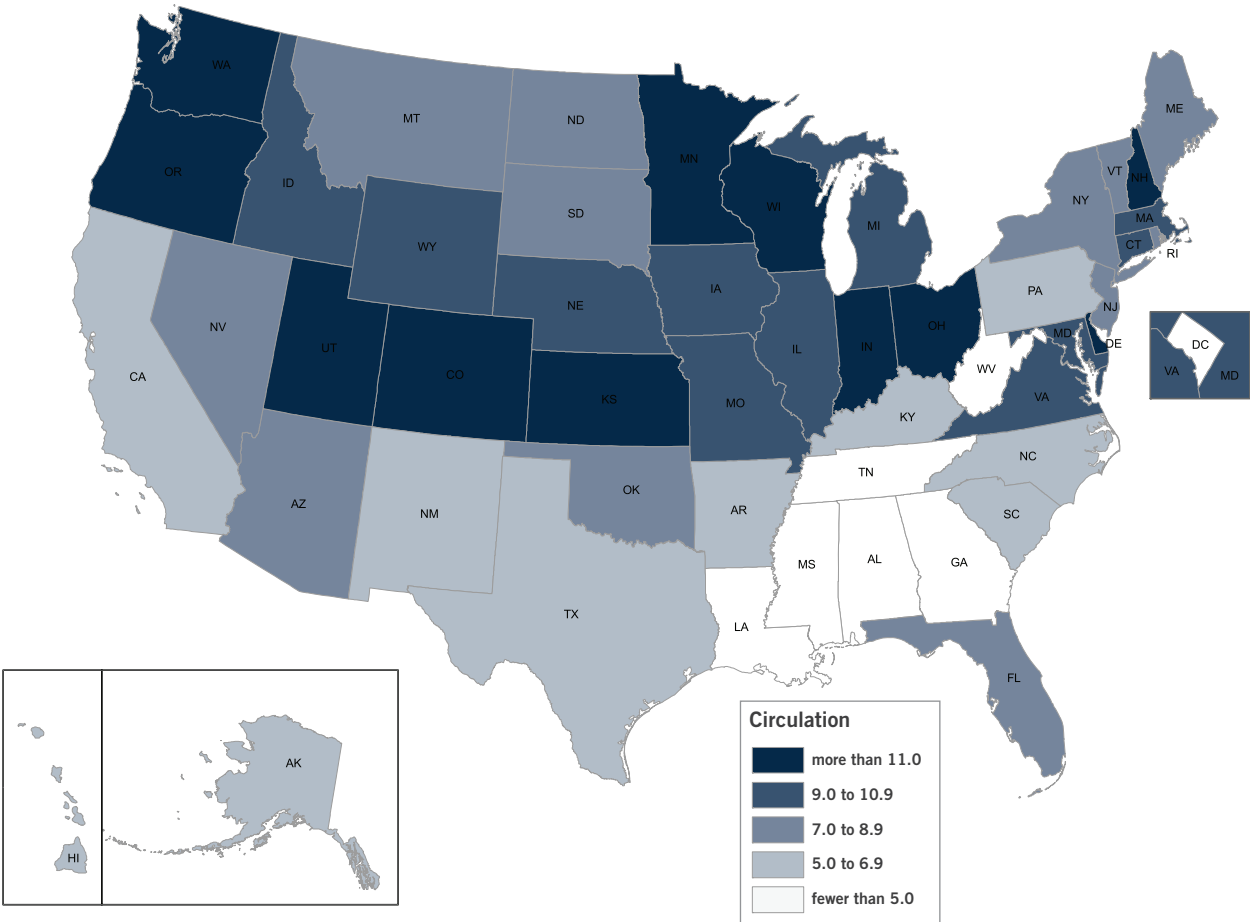 WA
MT
ND
MN
ME
OR
ID
SD
WI
MI
NY
VT
NH
MA
CT
RI
WY
IA
NE
PA
NJ
NV
UT
CO
KS
MO
IL
IN
OH
MD
DE
WV
VA
DC
VA
MD
CA
KY
NC
TN
AZ
NM
OK
AR
SC
MS
AL
GA
TX
LA
FL
AK
HI
Circulation
more than 11.0
9.0 to 10.9
7.0 to 8.9
5.0 to 6.9
fewer than 5.0